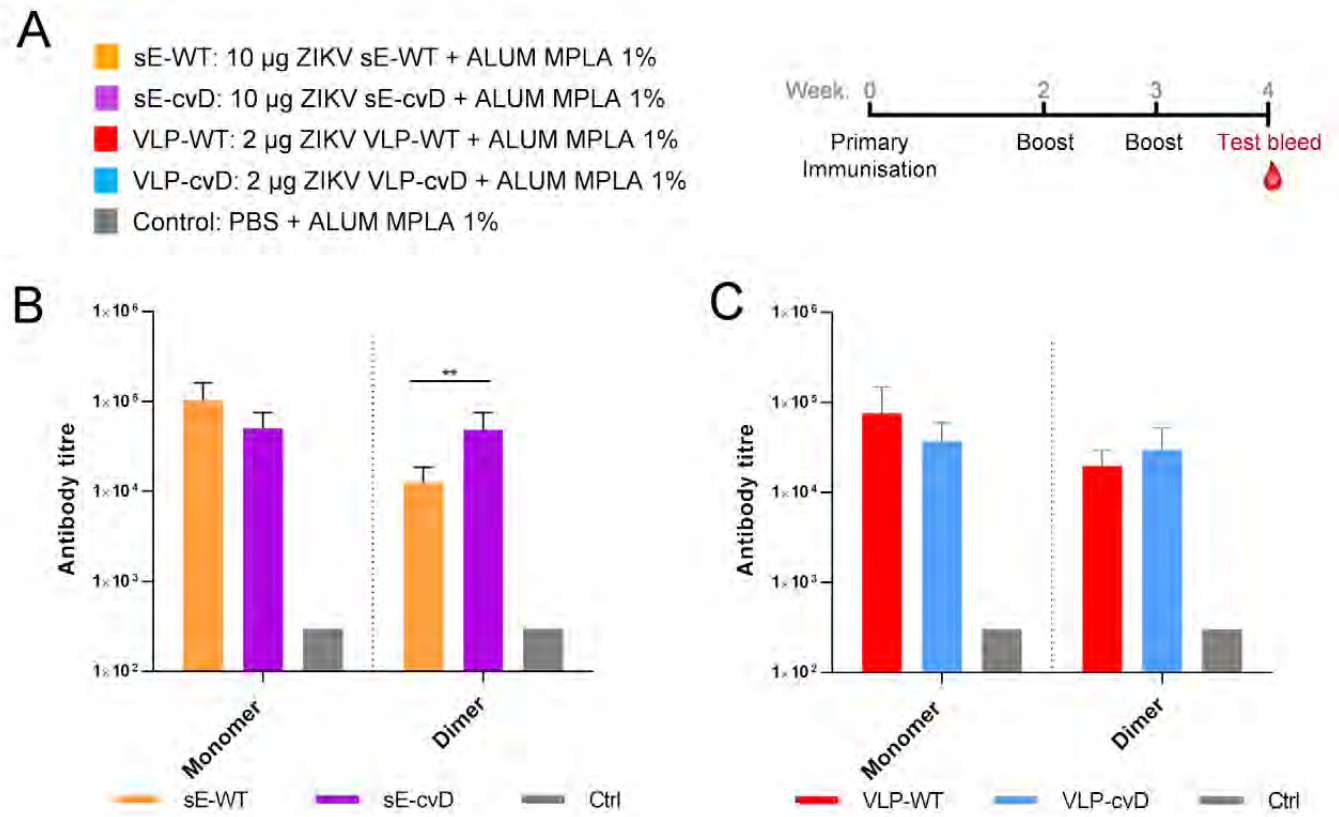 A
sE-WT: 10 µg ZIKV sE-WT + ALUM MPLA 1%
sE-cvD: 10 µg ZIKV sE-cvD + ALUM MPLA 1%
VLP-WT: 2 µg ZIKV VLP-WT + ALUM MPLA 1%
VLP-cvD: 2 µg ZIKV VLP-cvD + ALUM MPLA 1%
Control: PBS + ALUM MPLA 1%
Week: 0 2 3 4
Primary Immunisation Boost Boost Test bleed
B
1×10⁶
1×10⁵
1×10⁴
1×10³
1×10²
Antibody titre
**
Monomer
Dimer
sE-WT sE-cvD Ctrl
C
1×10⁶
1×10⁵
1×10⁴
1×10³
1×10²
Antibody titre
Monomer
Dimer
VLP-WT VLP-cvD Ctrl